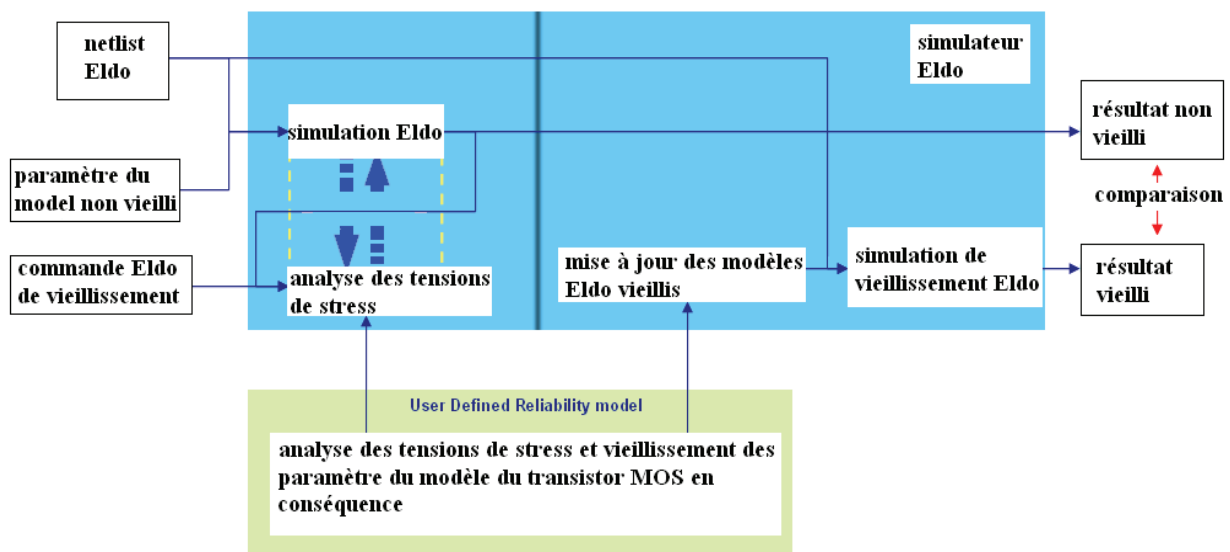 netlist
Eldo
simulateur
Eldo
simulation Eldo
résultat non
vieilli
paramètre du
model non vieilli
comparaison
commande Eldo
de vieillissement
analyse des tensions
de stress
mise à jour des modèles
Eldo vieillis
simulation de
vieillissement Eldo
résultat
vieilli
User Defined Reliability model
analyse des tensions de stress et vieillissement des
paramètre du modèle du transistor MOS en
conséquence